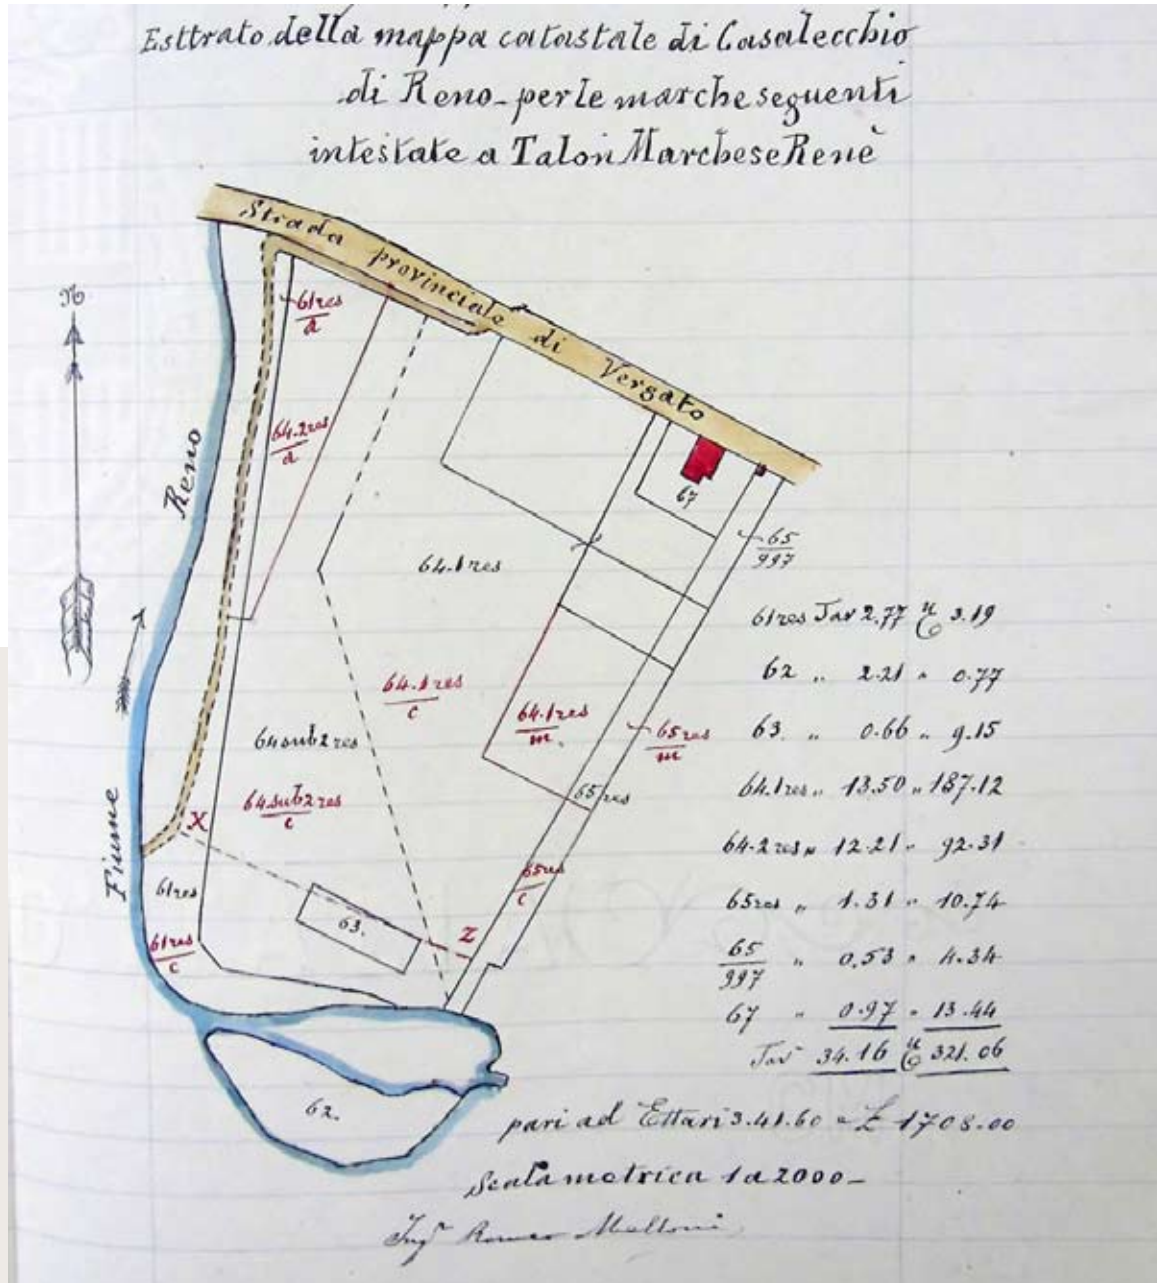 Esttrato della mappa catastale di Casalecchio
di Reno - per le marche seguenti
intestate a Talon Marchese Renè
Strada provinciale di Vergato
n
61 res
a
64.2 res
a
Reno
67
65
997
64.1 res
64.1 res
c
64.1 res
m.
65 res
m
64 sub 2 res
64 sub 2 res
c
65 res
X
Fiume
65 res
c
61 res
63.
Z
61 res
c
62.
61 res Tav 2.77 3.19
62 " 2.21 " 0.77
63. " 0.66 " 9.15
64.1 res " 13.50 " 187.12
64.2 res " 12.21 " 92.31
65 res " 1.31 " 10.74
65
997 " 0.53 " 4.34
67 " 0.97 " 13.44
Tav 34.16 321.06
pari ad Ettari 3.41.60 = £ 1708.00
Scala metrica 1 a 2000 -
Ingr Romeo